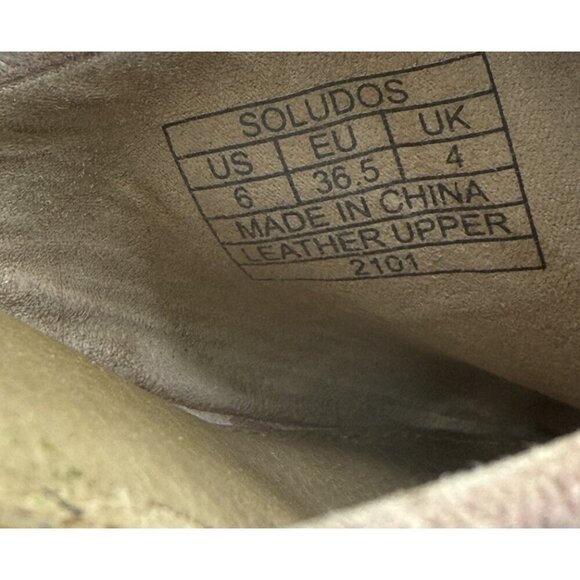 SOLUDOS
US EU UK
6 36.5 4
MADE IN CHINA
LEATHER UPPER
2101